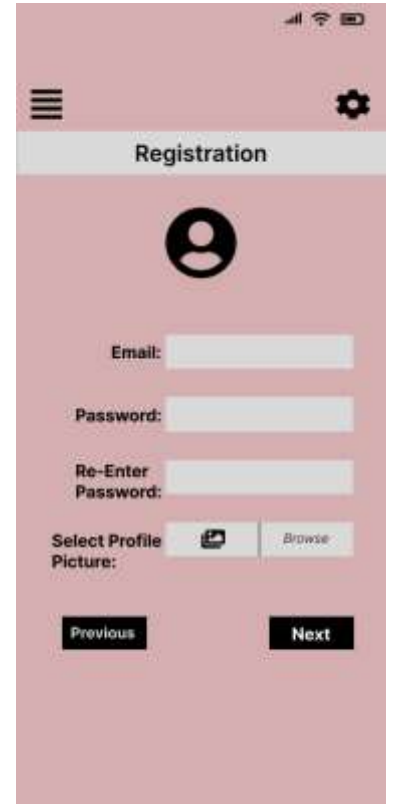 Registration
Email:
Password:
Re-Enter
Password:
Select Profile
Picture:
Browse
Previous
Next